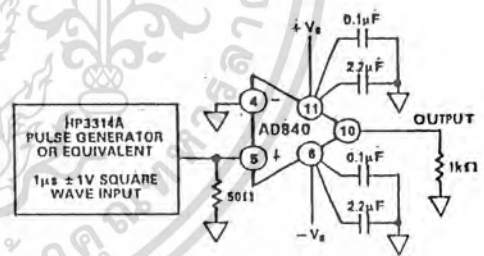 HP3314A
PULSE GENERATOR
OR EQUIVALENT
1μs ±1V SQUARE
WAVE INPUT
50Ω
4
−
5
+
AD840
+Vs
11
0.1μF
2.2μF
10
OUTPUT
1kΩ
6
0.1μF
2.2μF
−Vs